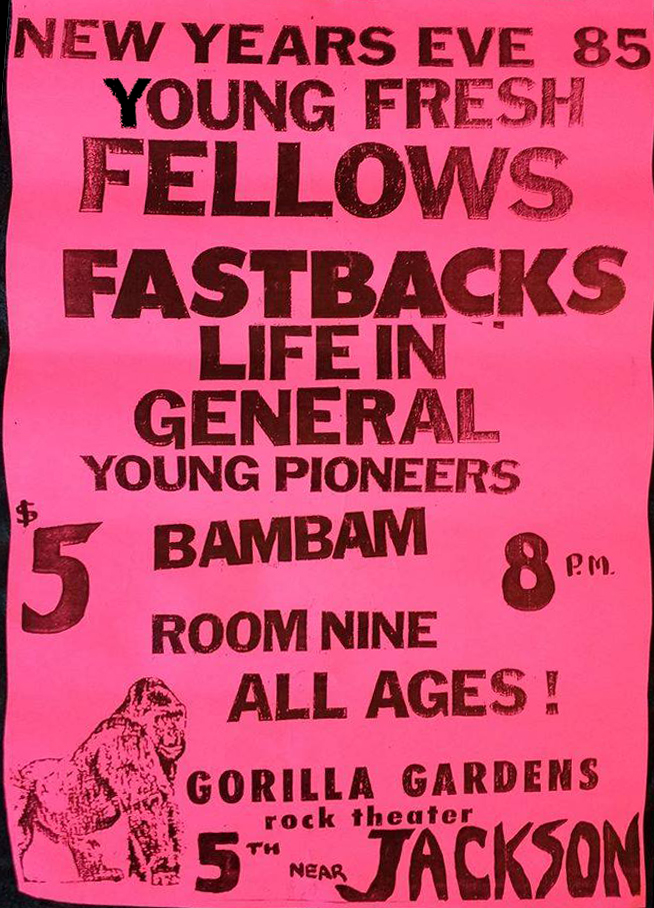 NEW YEARS EVE 85
YOUNG FRESH
FELLOWS
FASTBACKS
LIFE IN
GENERAL
YOUNG PIONEERS
$5 BAMBAM 8 P.M.
ROOM NINE
ALL AGES !
GORILLA GARDENS
rock theater
5TH NEAR JACKSON